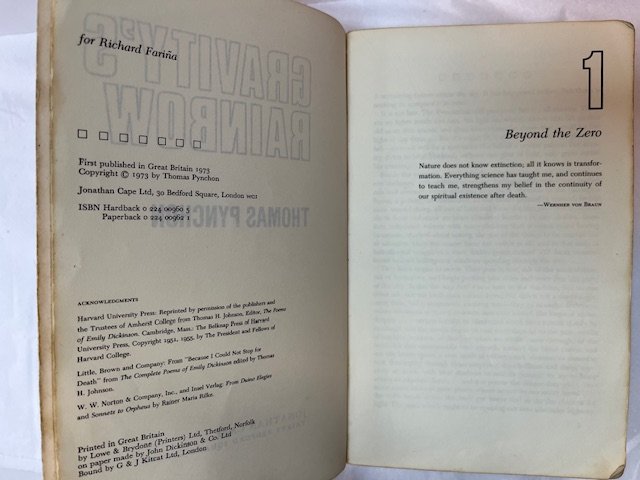 for Richard Fariña
First published in Great Britain 1973
Copyright © 1973 by Thomas Pynchon
Jonathan Cape Ltd, 30 Bedford Square, London WC1
ISBN Hardback 0 224 00960 5
Paperback 0 224 00962 1
ACKNOWLEDGMENTS
Harvard University Press: Reprinted by permission of the publishers and
the Trustees of Amherst College from Thomas H. Johnson, Editor, The Poems
of Emily Dickinson. Cambridge, Mass.: The Belknap Press of Harvard
University Press, Copyright 1951, 1955, by The President and Fellows of
Harvard College.
Little, Brown and Company: From "Because I Could Not Stop for
Death" from The Complete Poems of Emily Dickinson edited by Thomas
H. Johnson.
W. W. Norton & Company, Inc., and Insel Verlag: From Duino Elegies
and Sonnets to Orpheus by Rainer Maria Rilke.
Printed in Great Britain
by Lowe & Brydone (Printers) Ltd, Thetford, Norfolk
on paper made by John Dickinson & Co. Ltd
Bound by G & J Kitcat Ltd, London
1
Beyond the Zero
Nature does not know extinction; all it knows is transfor-
mation. Everything science has taught me, and continues
to teach me, strengthens my belief in the continuity of
our spiritual existence after death.
—WERNHER VON BRAUN
GRAVITY'S
RAINBOW
THOMAS PYNCHON